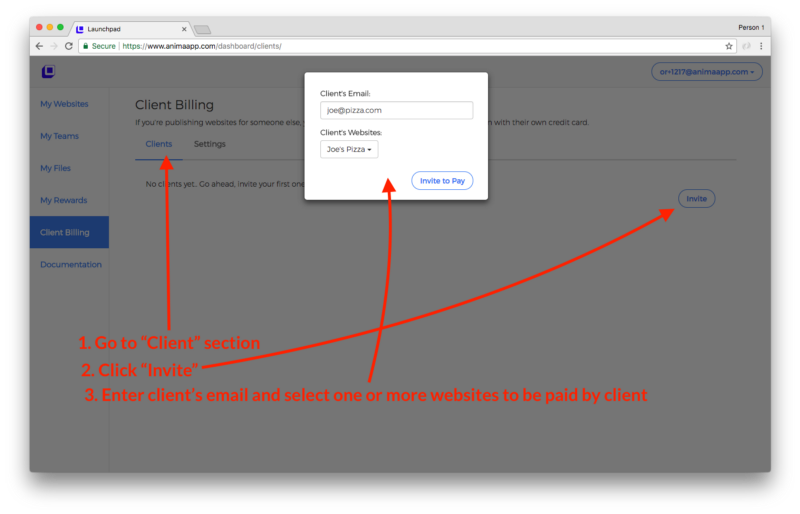 Launchpad
Person 1
Secure | https://www.animaapp.com/dashboard/clients/
or+1217@animaapp.com
My Websites
My Teams
My Files
My Rewards
Client Billing
Documentation
Client Billing
If you're publishing websites for someone else,
with their own credit card.
Clients
Settings
No clients yet. Go ahead, invite your first one
Invite
Client's Email:
joe@pizza.com
Client's Websites:
Joe's Pizza
Invite to Pay
1. Go to "Client" section
2. Click "Invite"
3. Enter client's email and select one or more websites to be paid by client